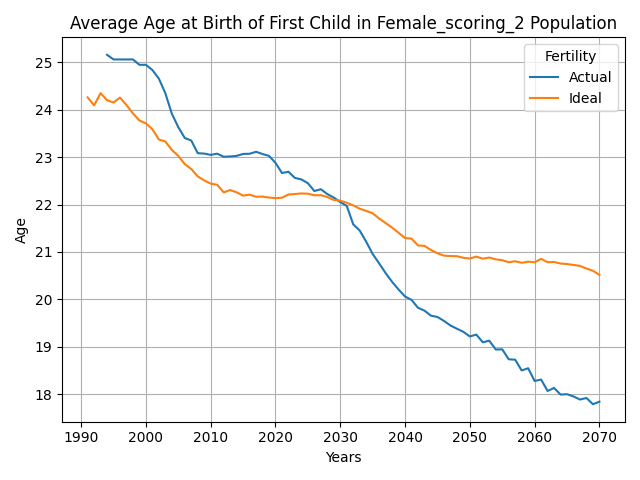 Average Age at Birth of First Child in Female_scoring_2 Population
Fertility
Actual
Ideal
25
24
23
22
21
20
19
18
Age
1990
2000
2010
2020
2030
2040
2050
2060
2070
Years